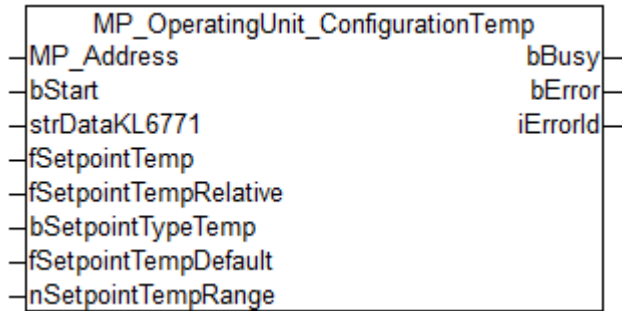 MP_OperatingUnit_ConfigurationTemp
MP_Address bBusy
bStart bError
strDataKL6771 iErrorId
fSetpointTemp
fSetpointTempRelative
bSetpointTypeTemp
fSetpointTempDefault
nSetpointTempRange